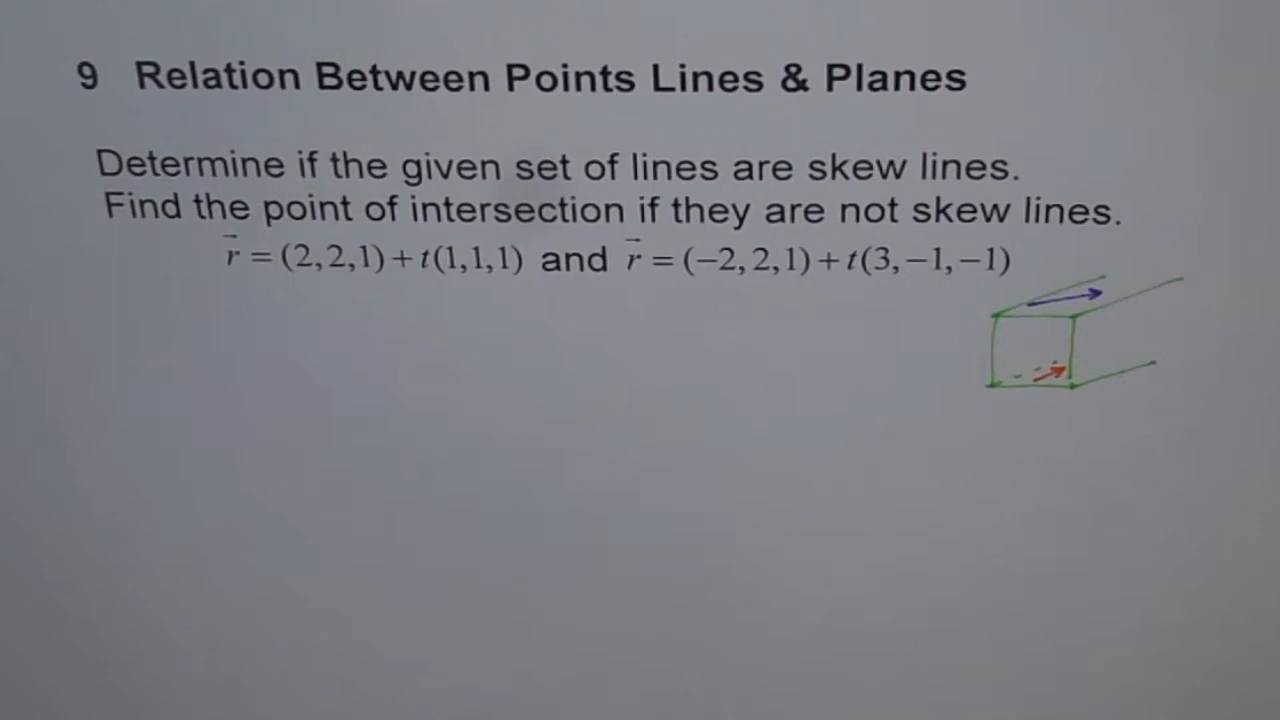 9 Relation Between Points Lines & Planes
Determine if the given set of lines are skew lines.
Find the point of intersection if they are not skew lines.
r⃗ = (2,2,1) + t(1,1,1) and r⃗ = (−2,2,1) + t(3,−1,−1)